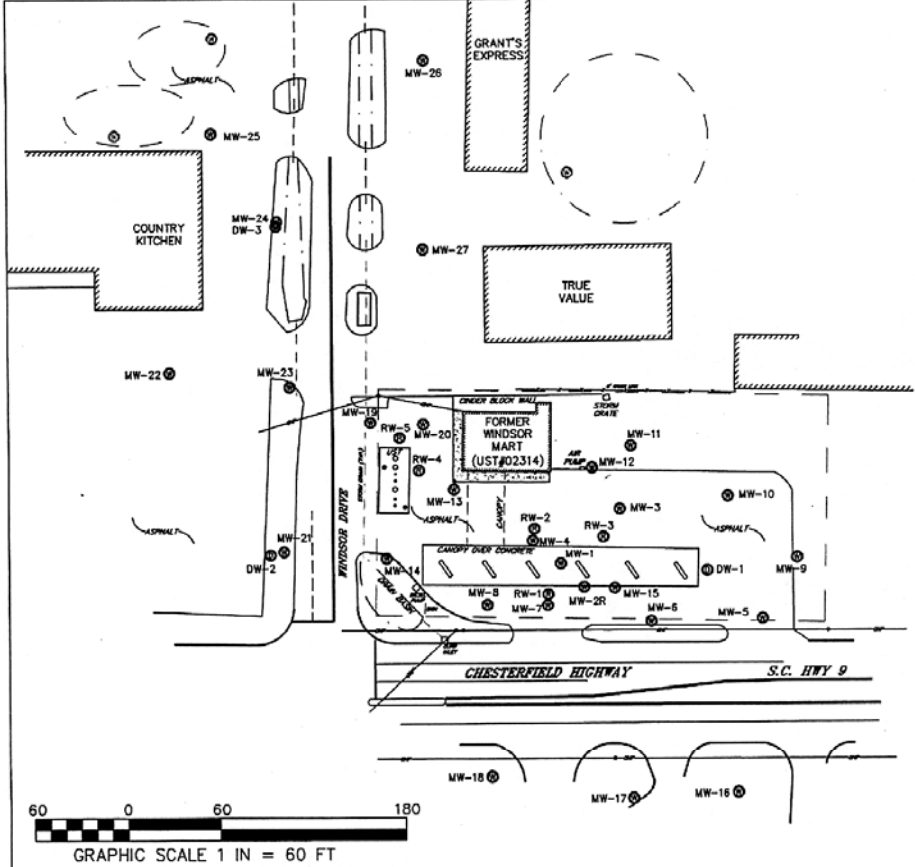 GRANT'S
EXPRESS
MW-26
ASPHALT
MW-25
COUNTRY
KITCHEN
MW-24
DW-3
MW-27
TRUE
VALUE
MW-22
MW-23
MW-19
CINDER BLOCK WALL
STORM
GRATE
MW-20
RW-5
FORMER
WINDSOR
MART
(UST#02314)
UST
MW-11
AIR
PUMP
MW-12
RW-4
MW-13
MW-10
MW-3
CANOPY
ASPHALT
RW-2
RW-3
MW-4
ASPHALT
ASPHALT
WINDSOR DRIVE
MW-21
DW-2
CANOPY OVER CONCRETE
MW-1
DW-1
MW-9
MW-14
MW-8
RW-1
MW-7
MW-2R
MW-15
MW-6
MW-5
CHESTERFIELD HIGHWAY
S.C. HWY 9
MW-18
MW-17
MW-16
60 0 60 180
GRAPHIC SCALE 1 IN = 60 FT